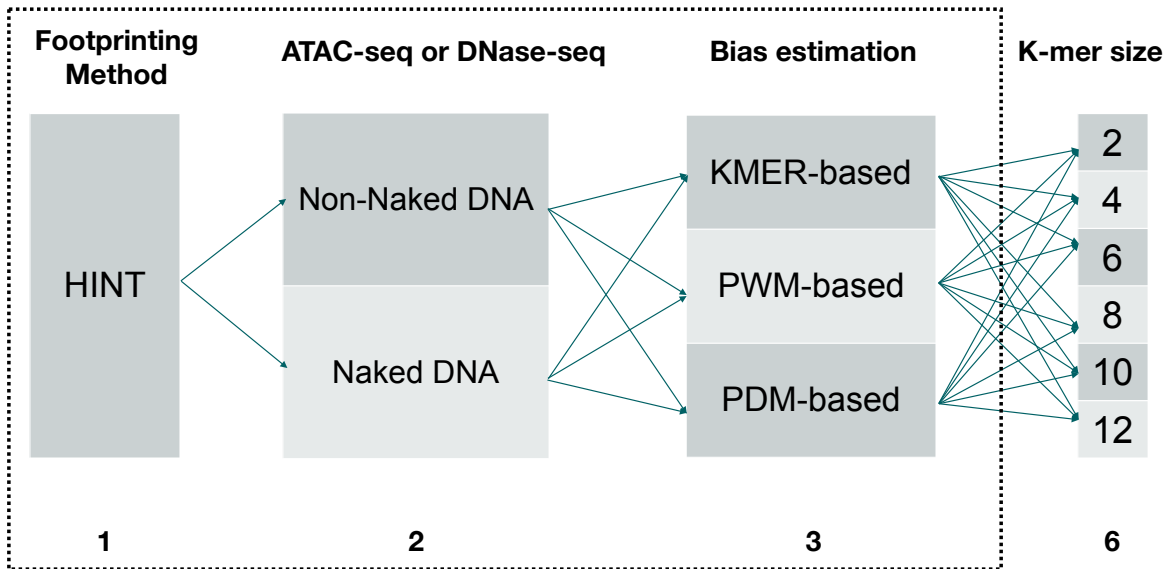 Footprinting
Method
ATAC-seq or DNase-seq
Bias estimation
K-mer size
HINT
Non-Naked DNA
Naked DNA
KMER-based
PWM-based
PDM-based
2
4
6
8
10
12
1
2
3
6